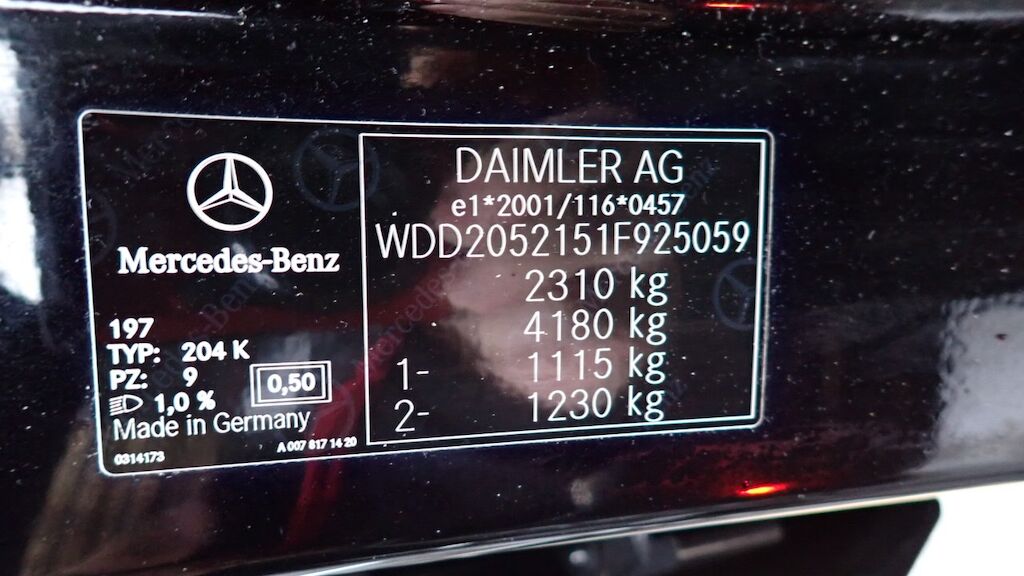 Mercedes-Benz
197
TYP: 204 K
PZ: 9
0,50
1,0 %
Made in Germany
0314173
A 007 817 14 20
DAIMLER AG
e1*2001/116*0457
WDD2052151F925059
2310 kg
4180 kg
1- 1115 kg
2- 1230 kg